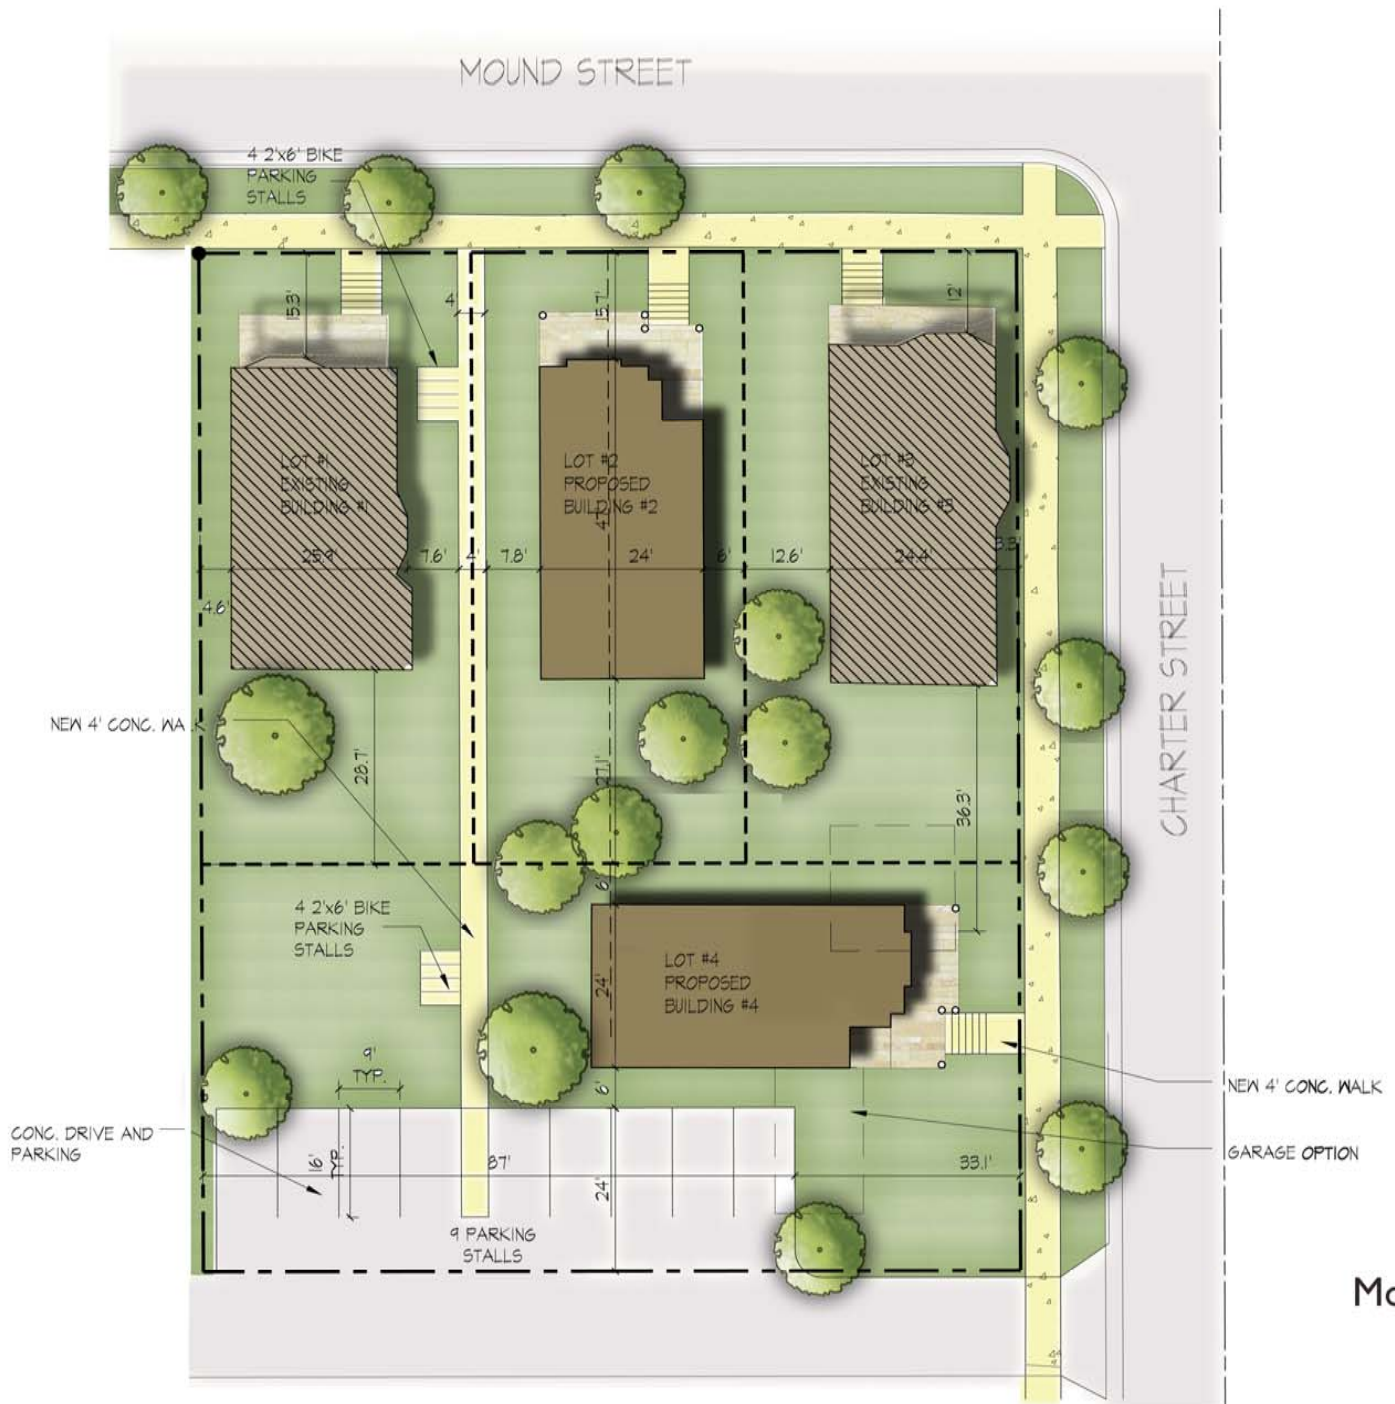 MOUND STREET
4 2'x6' BIKE
PARKING
STALLS
15.3'
4'
15.7'
12'
LOT #1
EXISTING
BUILDING #1
LOT #2
PROPOSED
BUILDING #2
LOT #3
EXISTING
BUILDING #3
25.9'
7.6'
4'
7.8'
24'
6'
12.6'
24.4'
4.6'
CHARTER STREET
NEW 4' CONC. WA
28.7'
27.1'
36.3'
6'
4 2'x6' BIKE
PARKING
STALLS
LOT #4
PROPOSED
BUILDING #4
24'
9'
TYP.
6'
NEW 4' CONC. WALK
CONC. DRIVE AND
PARKING
16'
TYP.
87'
24'
33.1'
GARAGE OPTION
9 PARKING
STALLS
Mo